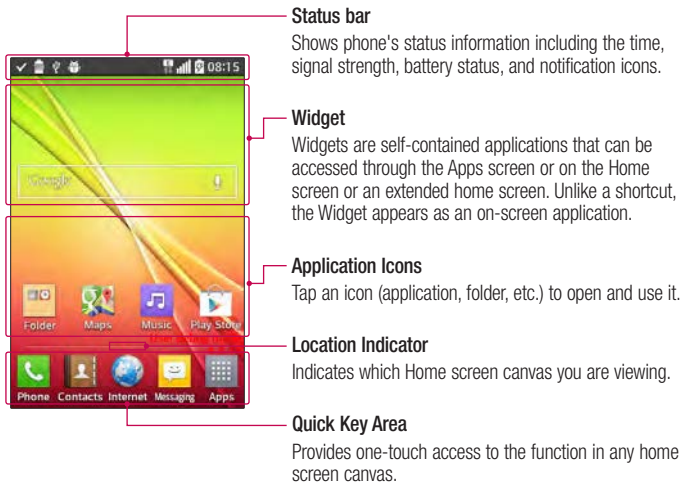 Status bar
Shows phone's status information including the time,
signal strength, battery status, and notification icons.
08:15
Widget
Widgets are self-contained applications that can be
accessed through the Apps screen or on the Home
screen or an extended home screen. Unlike a shortcut,
the Widget appears as an on-screen application.
Google
Application Icons
Tap an icon (application, folder, etc.) to open and use it.
Folder Maps Music Play Store
Location Indicator
Indicates which Home screen canvas you are viewing.
Phone Contacts Internet Messaging Apps
Quick Key Area
Provides one-touch access to the function in any home
screen canvas.